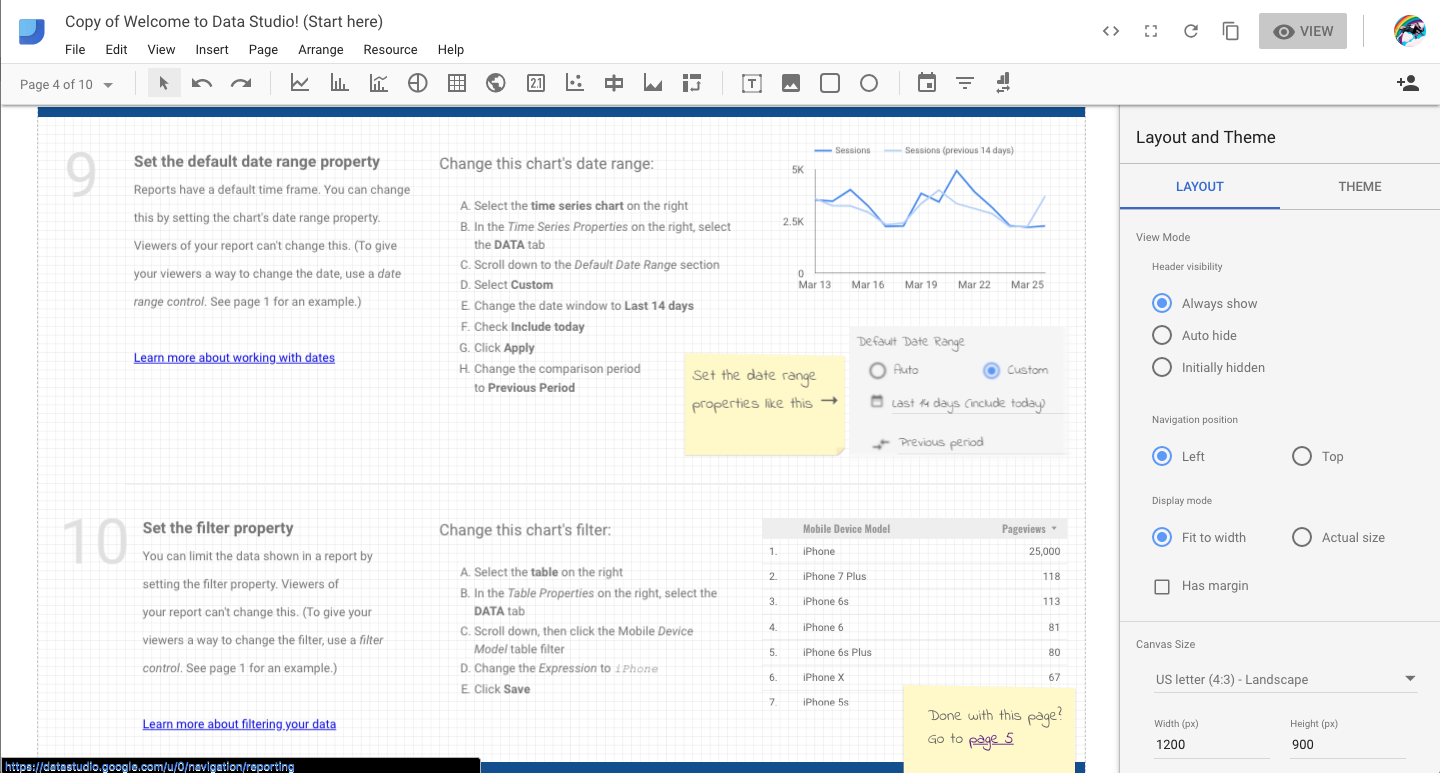 Copy of Welcome to Data Studio! (Start here)
File Edit View Insert Page Arrange Resource Help
VIEW
Page 4 of 10
21
T
9
Set the default date range property
Reports have a default time frame. You can change
this by setting the chart's date range property.
Viewers of your report can't change this. (To give
your viewers a way to change the date, use a date
range control. See page 1 for an example.)
Learn more about working with dates
Change this chart's date range:
A. Select the time series chart on the right
B. In the Time Series Properties on the right, select
the DATA tab
C. Scroll down to the Default Date Range section
D. Select Custom
E. Change the date window to Last 14 days
F. Check Include today
G. Click Apply
H. Change the comparison period
to Previous Period
Sessions Sessions (previous 14 days)
5K
2.5K
0
Mar 13 Mar 16 Mar 19 Mar 22 Mar 25
Set the date range
properties like this →
Default Date Range
Auto Custom
Last 14 days (include today)
Previous period
10
Set the filter property
You can limit the data shown in a report by
setting the filter property. Viewers of
your report can't change this. (To give your
viewers a way to change the filter, use a filter
control. See page 1 for an example.)
Learn more about filtering your data
Change this chart's filter:
A. Select the table on the right
B. In the Table Properties on the right, select the
DATA tab
C. Scroll down, then click the Mobile Device
Model table filter
D. Change the Expression to iPhone
E. Click Save
Mobile Device Model Pageviews
1. iPhone 25,000
2. iPhone 7 Plus 118
3. iPhone 6s 113
4. iPhone 6 81
5. iPhone 6s Plus 80
6. iPhone X 67
7. iPhone 5s
Done with this page?
Go to page 5
https://datastudio.google.com/u/0/navigation/reporting
Layout and Theme
LAYOUT THEME
View Mode
Header visibility
Always show
Auto hide
Initially hidden
Navigation position
Left Top
Display mode
Fit to width Actual size
Has margin
Canvas Size
US letter (4:3) - Landscape
Width (px) Height (px)
1200 900